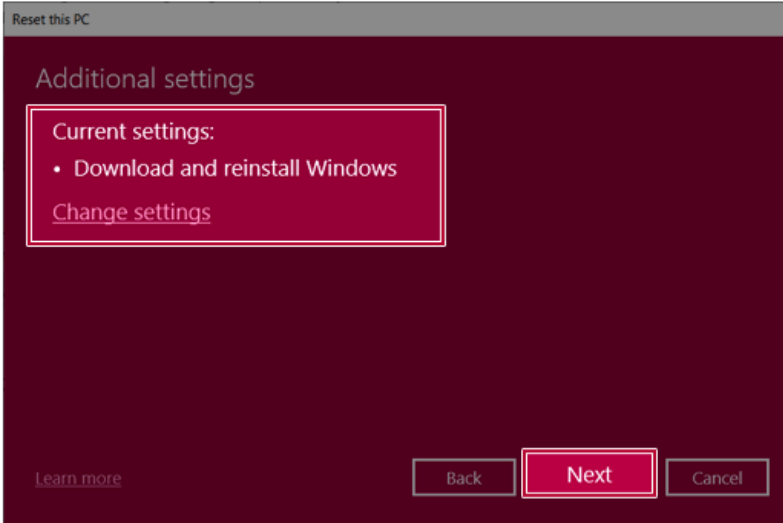 Reset this PC
Additional settings
Current settings:
• Download and reinstall Windows
Change settings
Learn more
Back
Next
Cancel